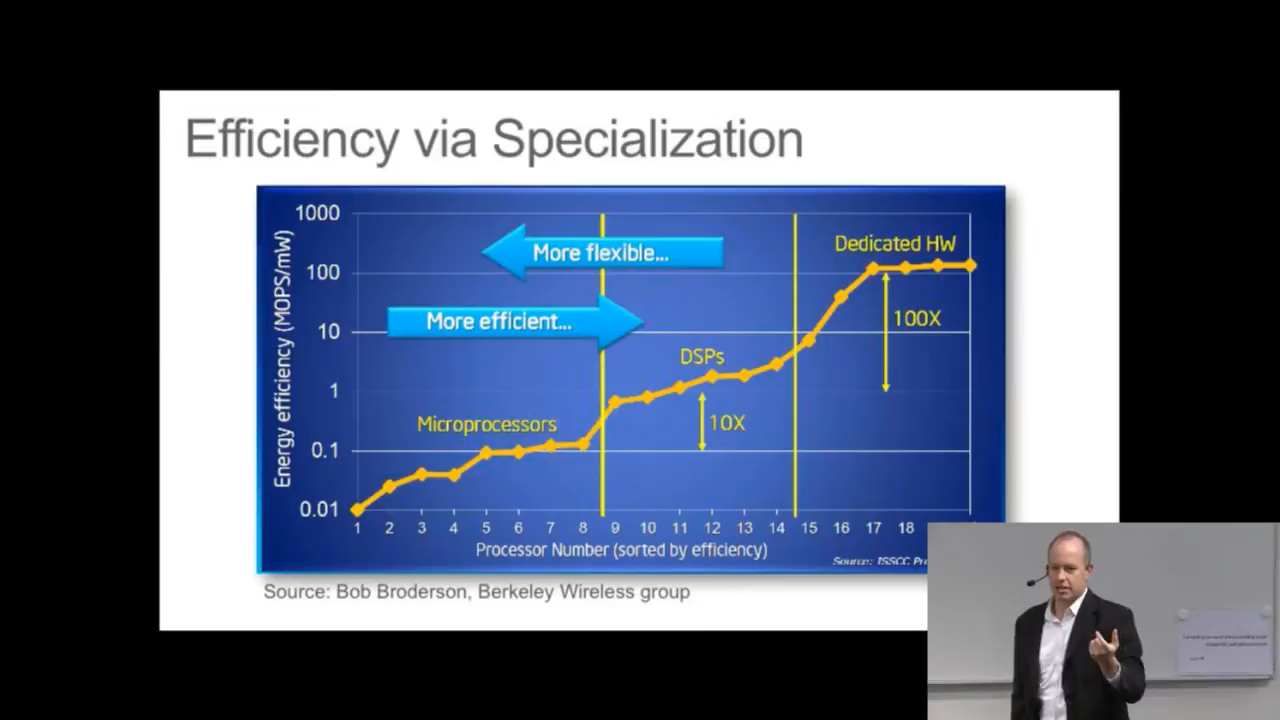 Efficiency via Specialization
1000
100
10
1
0.1
0.01
Energy efficiency (MOPS/mW)
More flexible...
More efficient...
Microprocessors
DSPs
10X
Dedicated HW
100X
1 2 3 4 5 6 7 8 9 10 11 12 13 14 15 16 17 18
Processor Number (sorted by efficiency)
Source: ISSCC
Source: Bob Broderson, Berkeley Wireless group